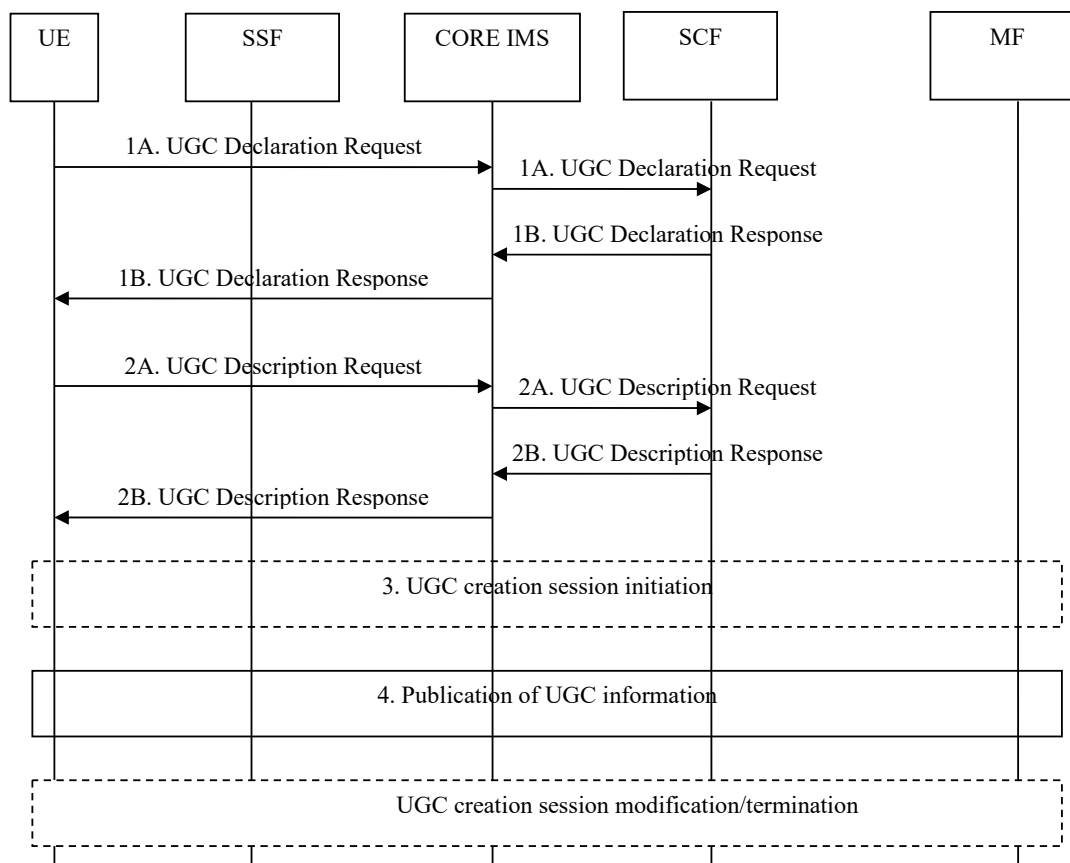 UE
SSF
CORE IMS
SCF
MF
1A. UGC Declaration Request
1A. UGC Declaration Request
1B. UGC Declaration Response
1B. UGC Declaration Response
2A. UGC Description Request
2A. UGC Description Request
2B. UGC Description Response
2B. UGC Description Response
3. UGC creation session initiation
4. Publication of UGC information
UGC creation session modification/termination